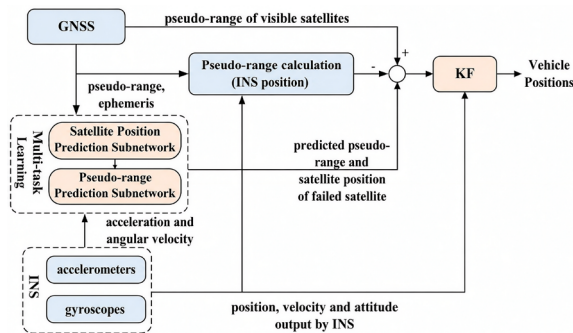 GNSS
pseudo-range of visible satellites
+
Pseudo-range calculation
(INS position)
-
KF
Vehicle
Positions
pseudo-range,
ephemeris
Multi-task
Learning
Satellite Position
Prediction Subnetwork
Pseudo-range
Prediction Subnetwork
predicted pseudo-
range and
satellite position
of failed satellite
acceleration and
angular velocity
INS
accelerometers
gyroscopes
position, velocity and attitude
output by INS